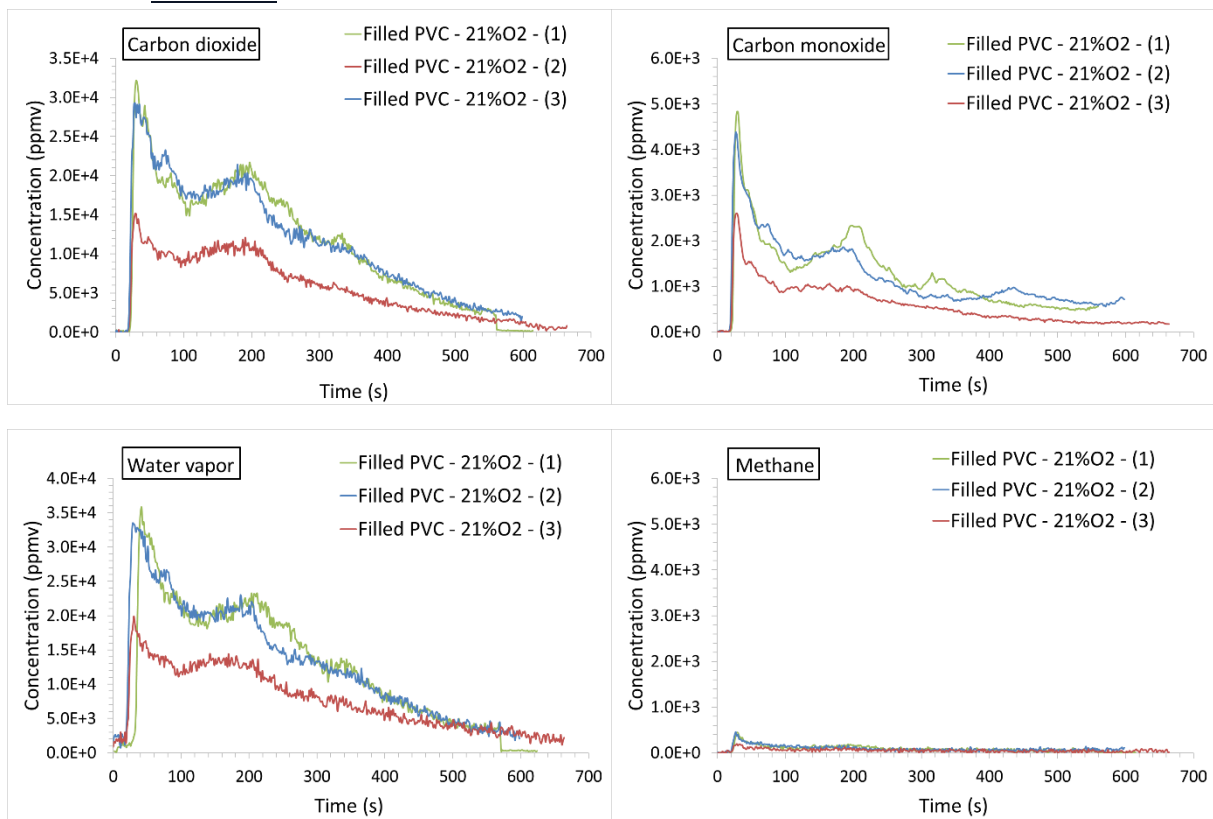 Carbon dioxide
Filled PVC - 21%O2 - (1)
Filled PVC - 21%O2 - (2)
Filled PVC - 21%O2 - (3)
Concentration (ppmv)
3.5E+4
3.0E+4
2.5E+4
2.0E+4
1.5E+4
1.0E+4
5.0E+3
0.0E+0
0 100 200 300 400 500 600 700
Time (s)
Carbon monoxide
Filled PVC - 21%O2 - (1)
Filled PVC - 21%O2 - (2)
Filled PVC - 21%O2 - (3)
Concentration (ppmv)
6.0E+3
5.0E+3
4.0E+3
3.0E+3
2.0E+3
1.0E+3
0.0E+0
0 100 200 300 400 500 600 700
Time (s)
Water vapor
Filled PVC - 21%O2 - (1)
Filled PVC - 21%O2 - (2)
Filled PVC - 21%O2 - (3)
Concentration (ppmv)
4.0E+4
3.5E+4
3.0E+4
2.5E+4
2.0E+4
1.5E+4
1.0E+4
5.0E+3
0.0E+0
0 100 200 300 400 500 600 700
Time (s)
Methane
Filled PVC - 21%O2 - (1)
Filled PVC - 21%O2 - (2)
Filled PVC - 21%O2 - (3)
Concentration (ppmv)
6.0E+3
5.0E+3
4.0E+3
3.0E+3
2.0E+3
1.0E+3
0.0E+0
0 100 200 300 400 500 600 700
Time (s)